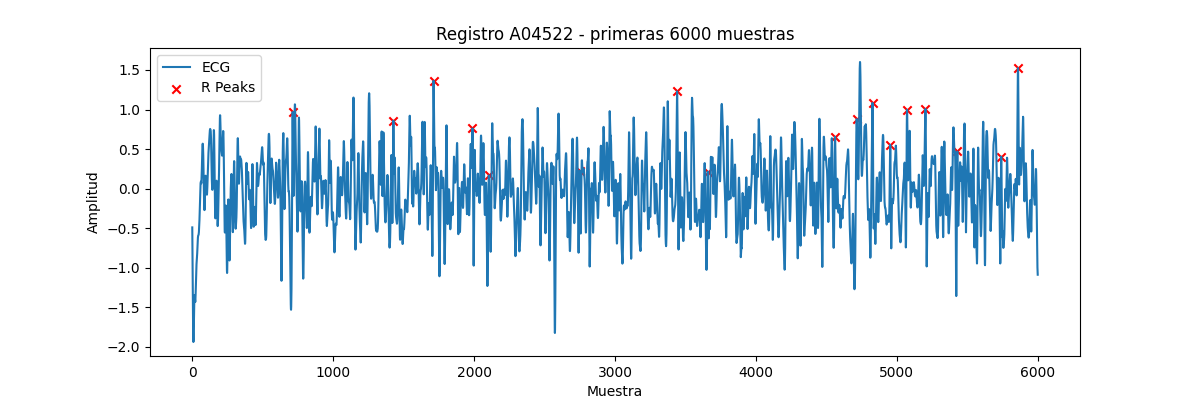 Registro A04522 - primeras 6000 muestras
ECG
R Peaks
Amplitud
1.5
1.0
0.5
0.0
−0.5
−1.0
−1.5
−2.0
0 1000 2000 3000 4000 5000 6000
Muestra